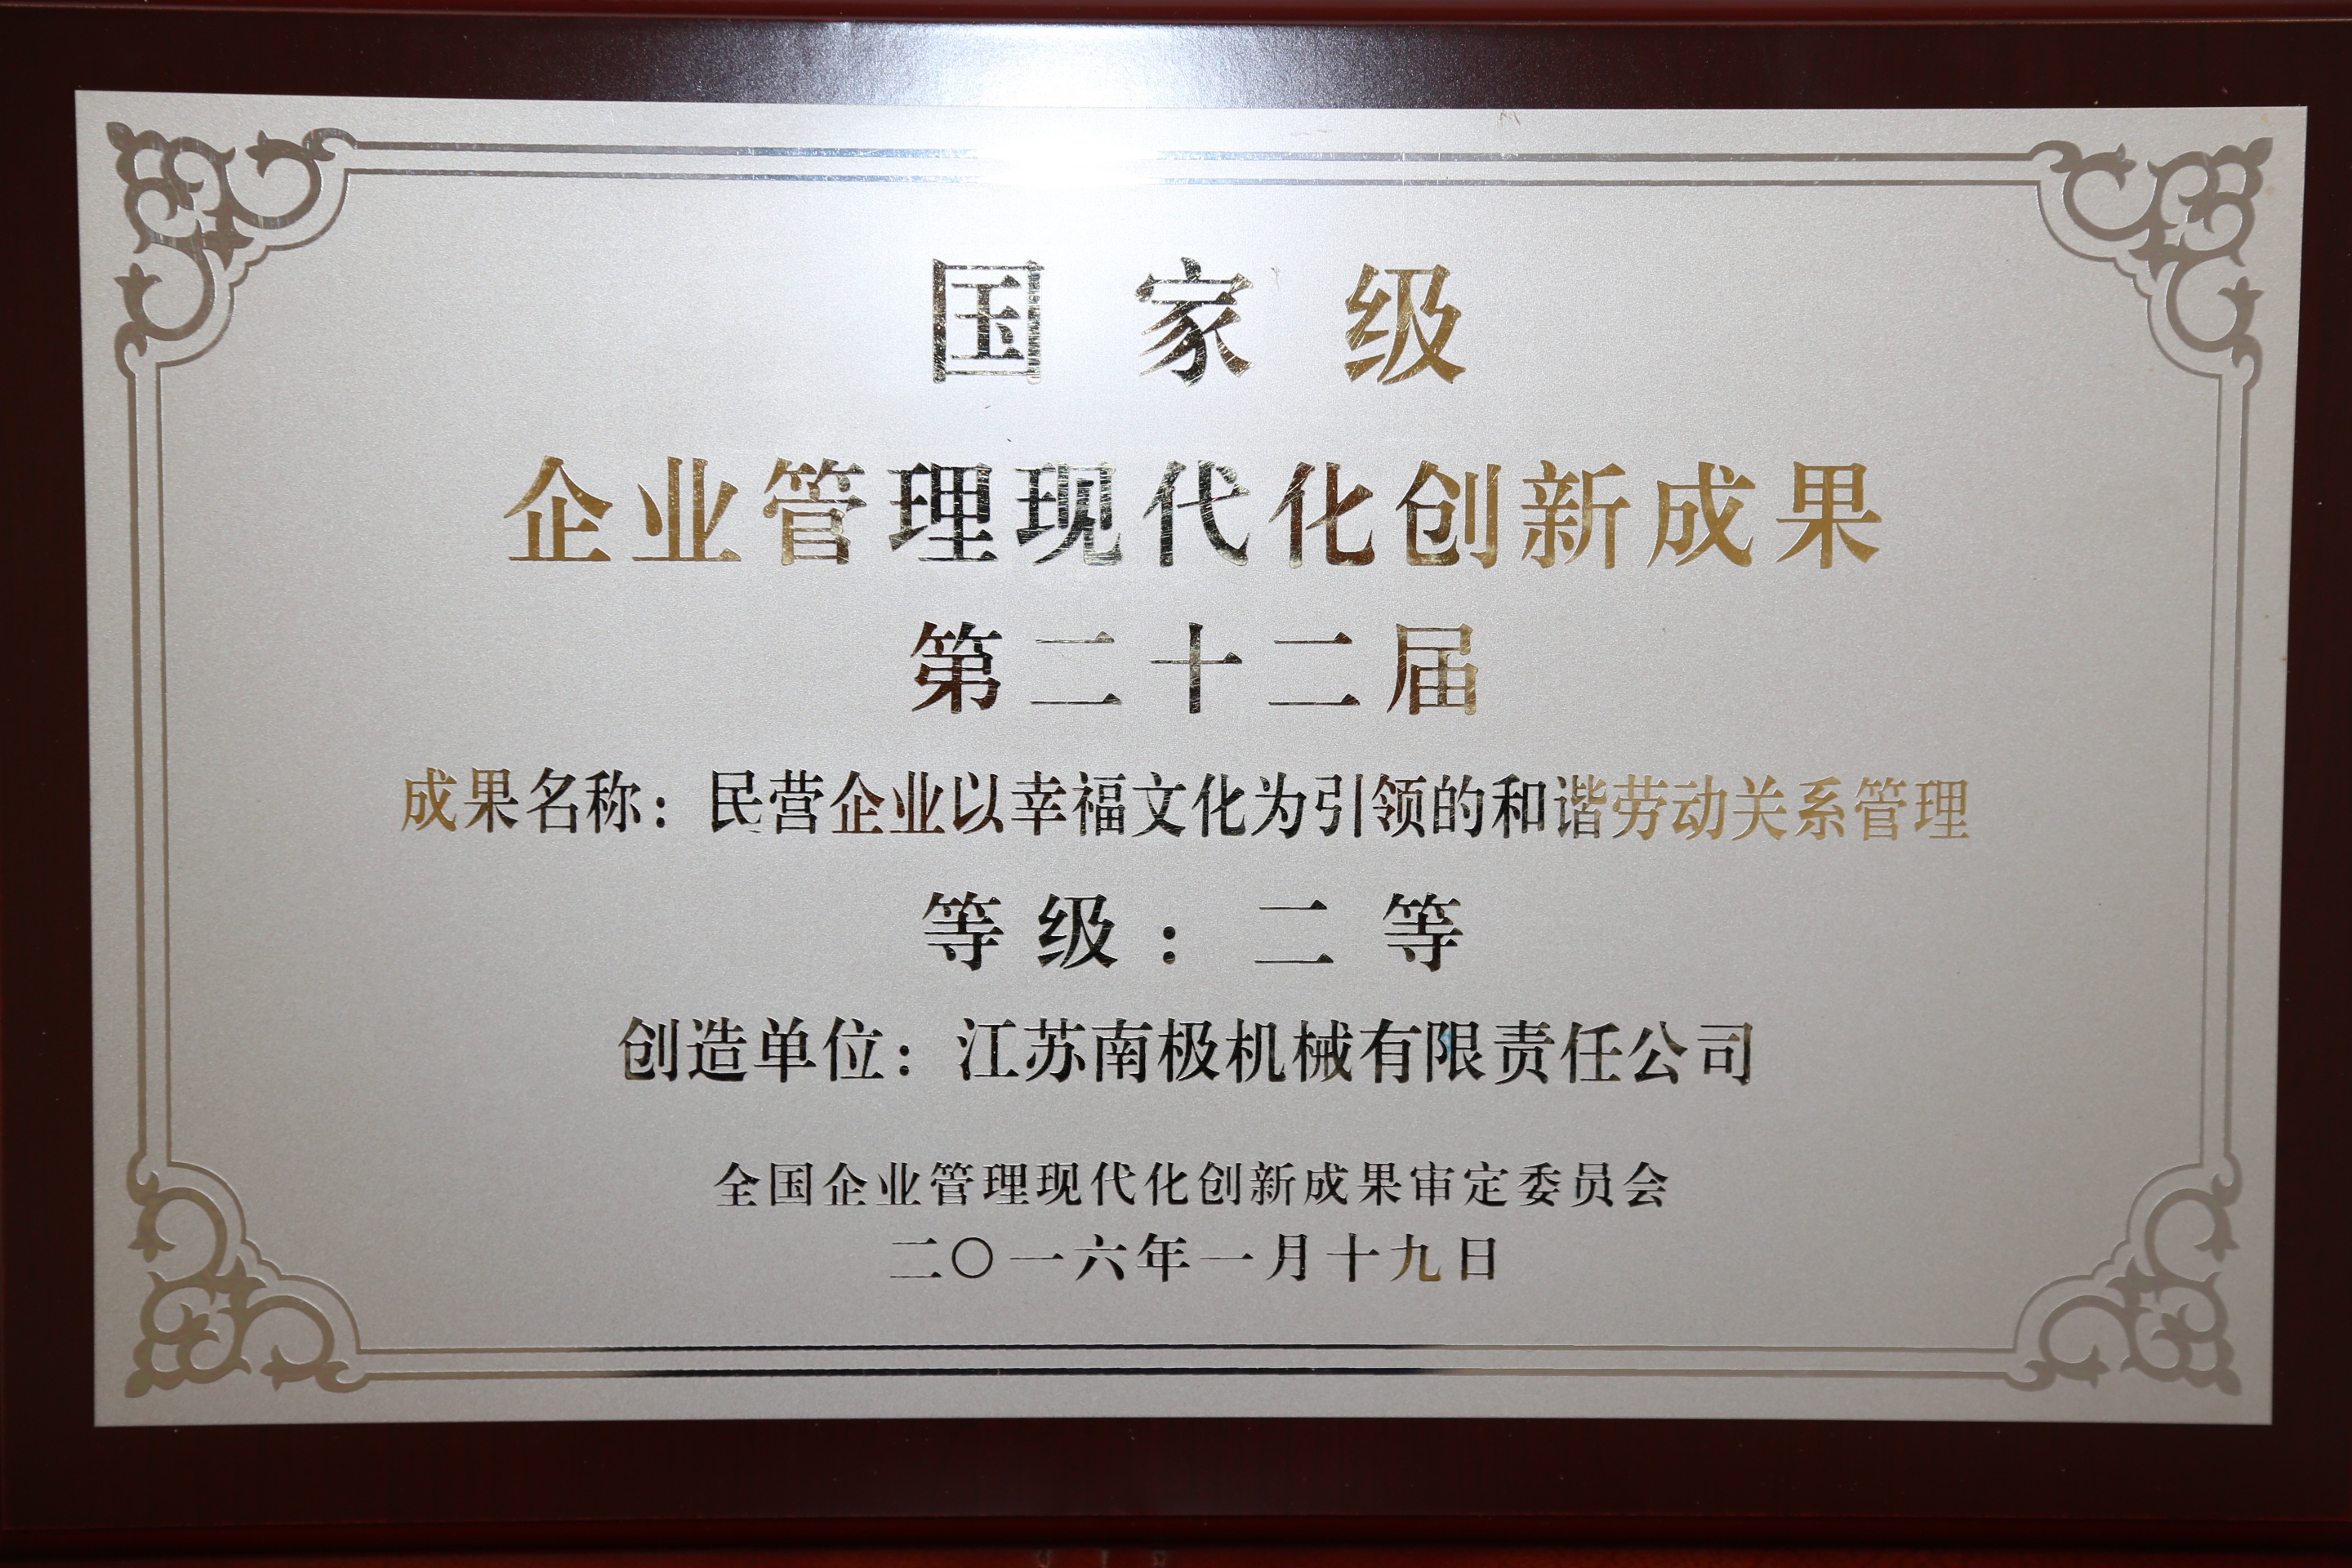 国家级
企业管理现代化创新成果
第二十二届
成果名称：民营企业以幸福文化为引领的和谐劳动关系管理
等级：二等
创造单位：江苏南极机械有限责任公司
全国企业管理现代化创新成果审定委员会
二〇一六年一月十九日